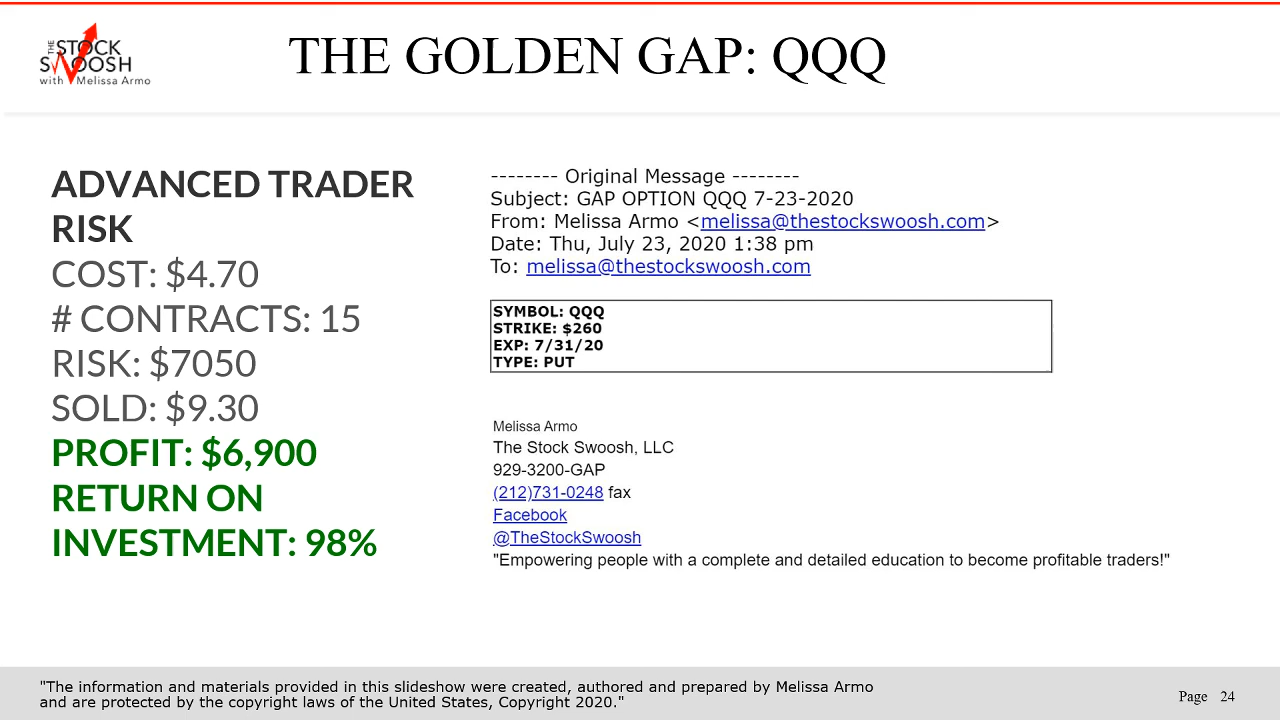 THE STOCK
SWOOSH
with Melissa Armo
THE GOLDEN GAP: QQQ
ADVANCED TRADER
RISK
COST: $4.70
# CONTRACTS: 15
RISK: $7050
SOLD: $9.30
PROFIT: $6,900
RETURN ON
INVESTMENT: 98%
-------- Original Message --------
Subject: GAP OPTION QQQ 7-23-2020
From: Melissa Armo <melissa@thestockswoosh.com>
Date: Thu, July 23, 2020 1:38 pm
To: melissa@thestockswoosh.com
SYMBOL: QQQ
STRIKE: $260
EXP: 7/31/20
TYPE: PUT
Melissa Armo
The Stock Swoosh, LLC
929-3200-GAP
(212)731-0248 fax
Facebook
@TheStockSwoosh
"Empowering people with a complete and detailed education to become profitable traders!"
"The information and materials provided in this slideshow were created, authored and prepared by Melissa Armo
and are protected by the copyright laws of the United States, Copyright 2020."
Page 24